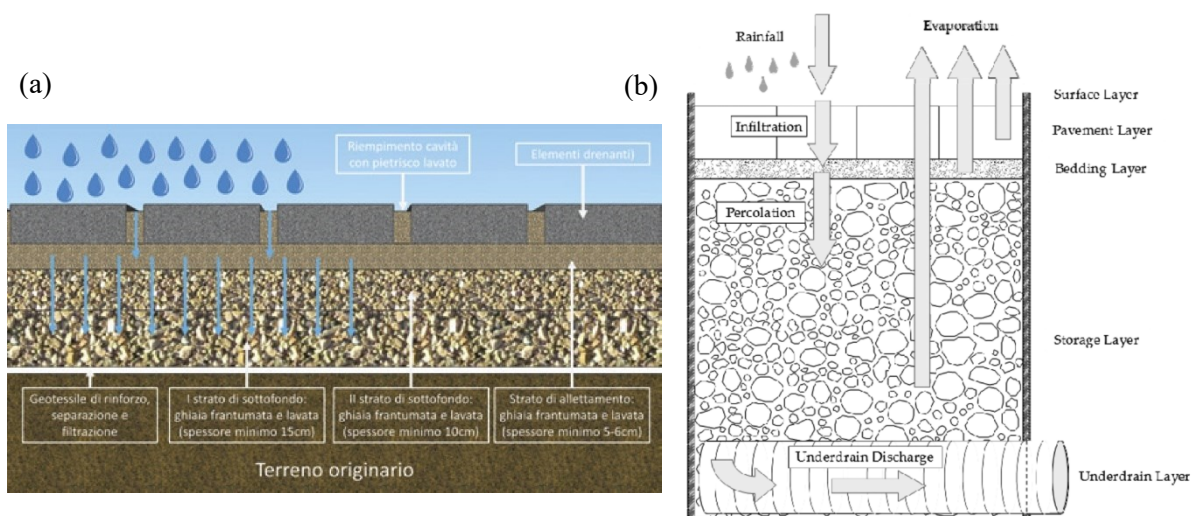 (a)
Riempimento cavità
con pietrisco lavato
Elementi drenanti)
Geotessile di rinforzo,
separazione e
filtrazione
I strato di sottofondo:
ghiaia frantumata e lavata
(spessore minimo 15cm)
II strato di sottofondo:
ghiaia frantumata e lavata
(spessore minimo 10cm)
Strato di allettamento:
ghiaia frantumata e lavata
(spessore minimo 5-6cm)
Terreno originario
(b)
Rainfall
Evaporation
Surface Layer
Infiltration
Pavement Layer
Bedding Layer
Percolation
Storage Layer
Underdrain Discharge
Underdrain Layer